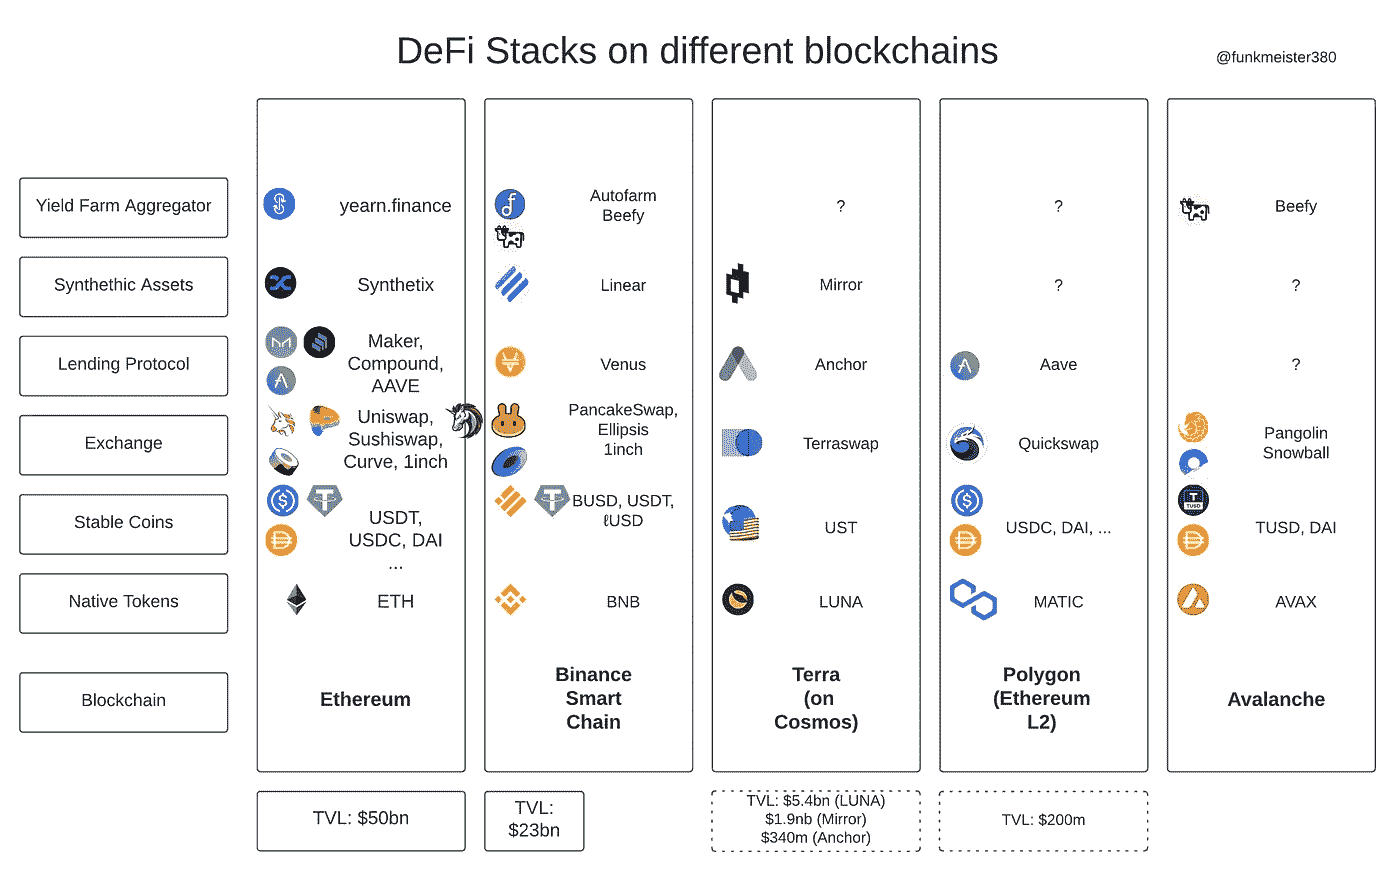 DeFi Stacks on different blockchains
@funkmeister380
Yield Farm Aggregator
yearn.finance
Autofarm
Beefy
?
?
Beefy
Synthethic Assets
Synthetix
Linear
Mirror
?
?
Lending Protocol
Maker,
Compound,
AAVE
Venus
Anchor
Aave
?
Exchange
Uniswap,
Sushiswap,
Curve, 1inch
PancakeSwap,
Ellipsis
1inch
Terraswap
Quickswap
Pangolin
Snowball
Stable Coins
USDT,
USDC, DAI
...
BUSD, USDT,
ℓUSD
UST
USDC, DAI, ...
TUSD
TUSD, DAI
Native Tokens
ETH
BNB
LUNA
MATIC
AVAX
Blockchain
Ethereum
Binance
Smart
Chain
Terra
(on
Cosmos)
Polygon
(Ethereum
L2)
Avalanche
TVL: $50bn
TVL:
$23bn
TVL: $5.4bn (LUNA)
$1.9nb (Mirror)
$340m (Anchor)
TVL: $200m